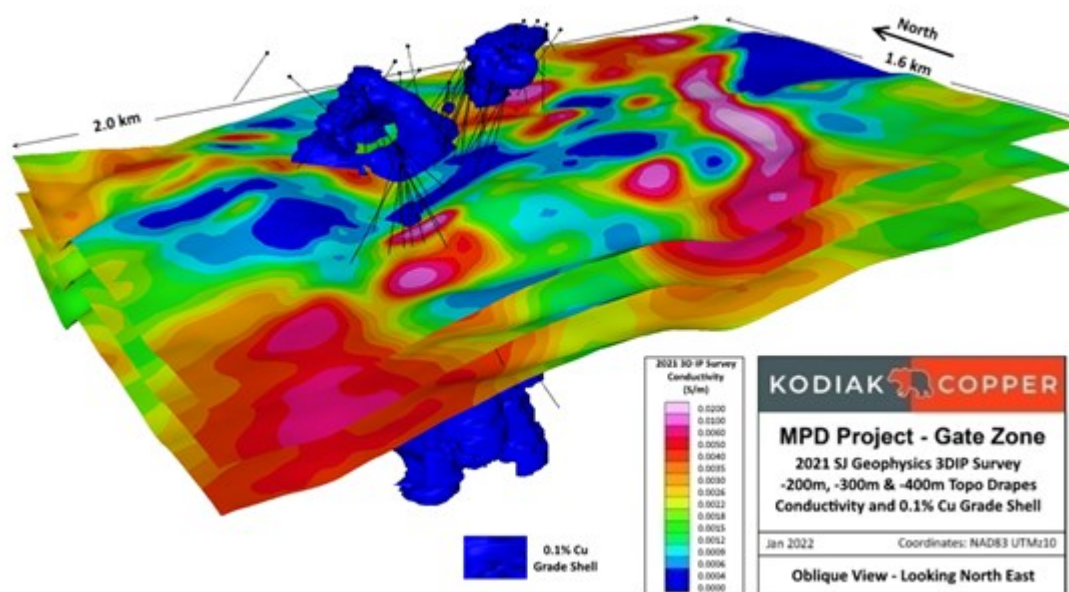 North
1.6 km
2.0 km
2021 3D IP Survey
Conductivity
(S/m)
0.0200
0.0100
0.0060
0.0050
0.0040
0.0035
0.0030
0.0026
0.0022
0.0018
0.0015
0.0012
0.0009
0.0006
0.0004
0.0000
0.1% Cu
Grade Shell
KODIAK COPPER
MPD Project - Gate Zone
2021 SJ Geophysics 3DIP Survey
-200m, -300m & -400m Topo Drapes
Conductivity and 0.1% Cu Grade Shell
Jan 2022 Coordinates: NAD83 UTMz10
Oblique View - Looking North East